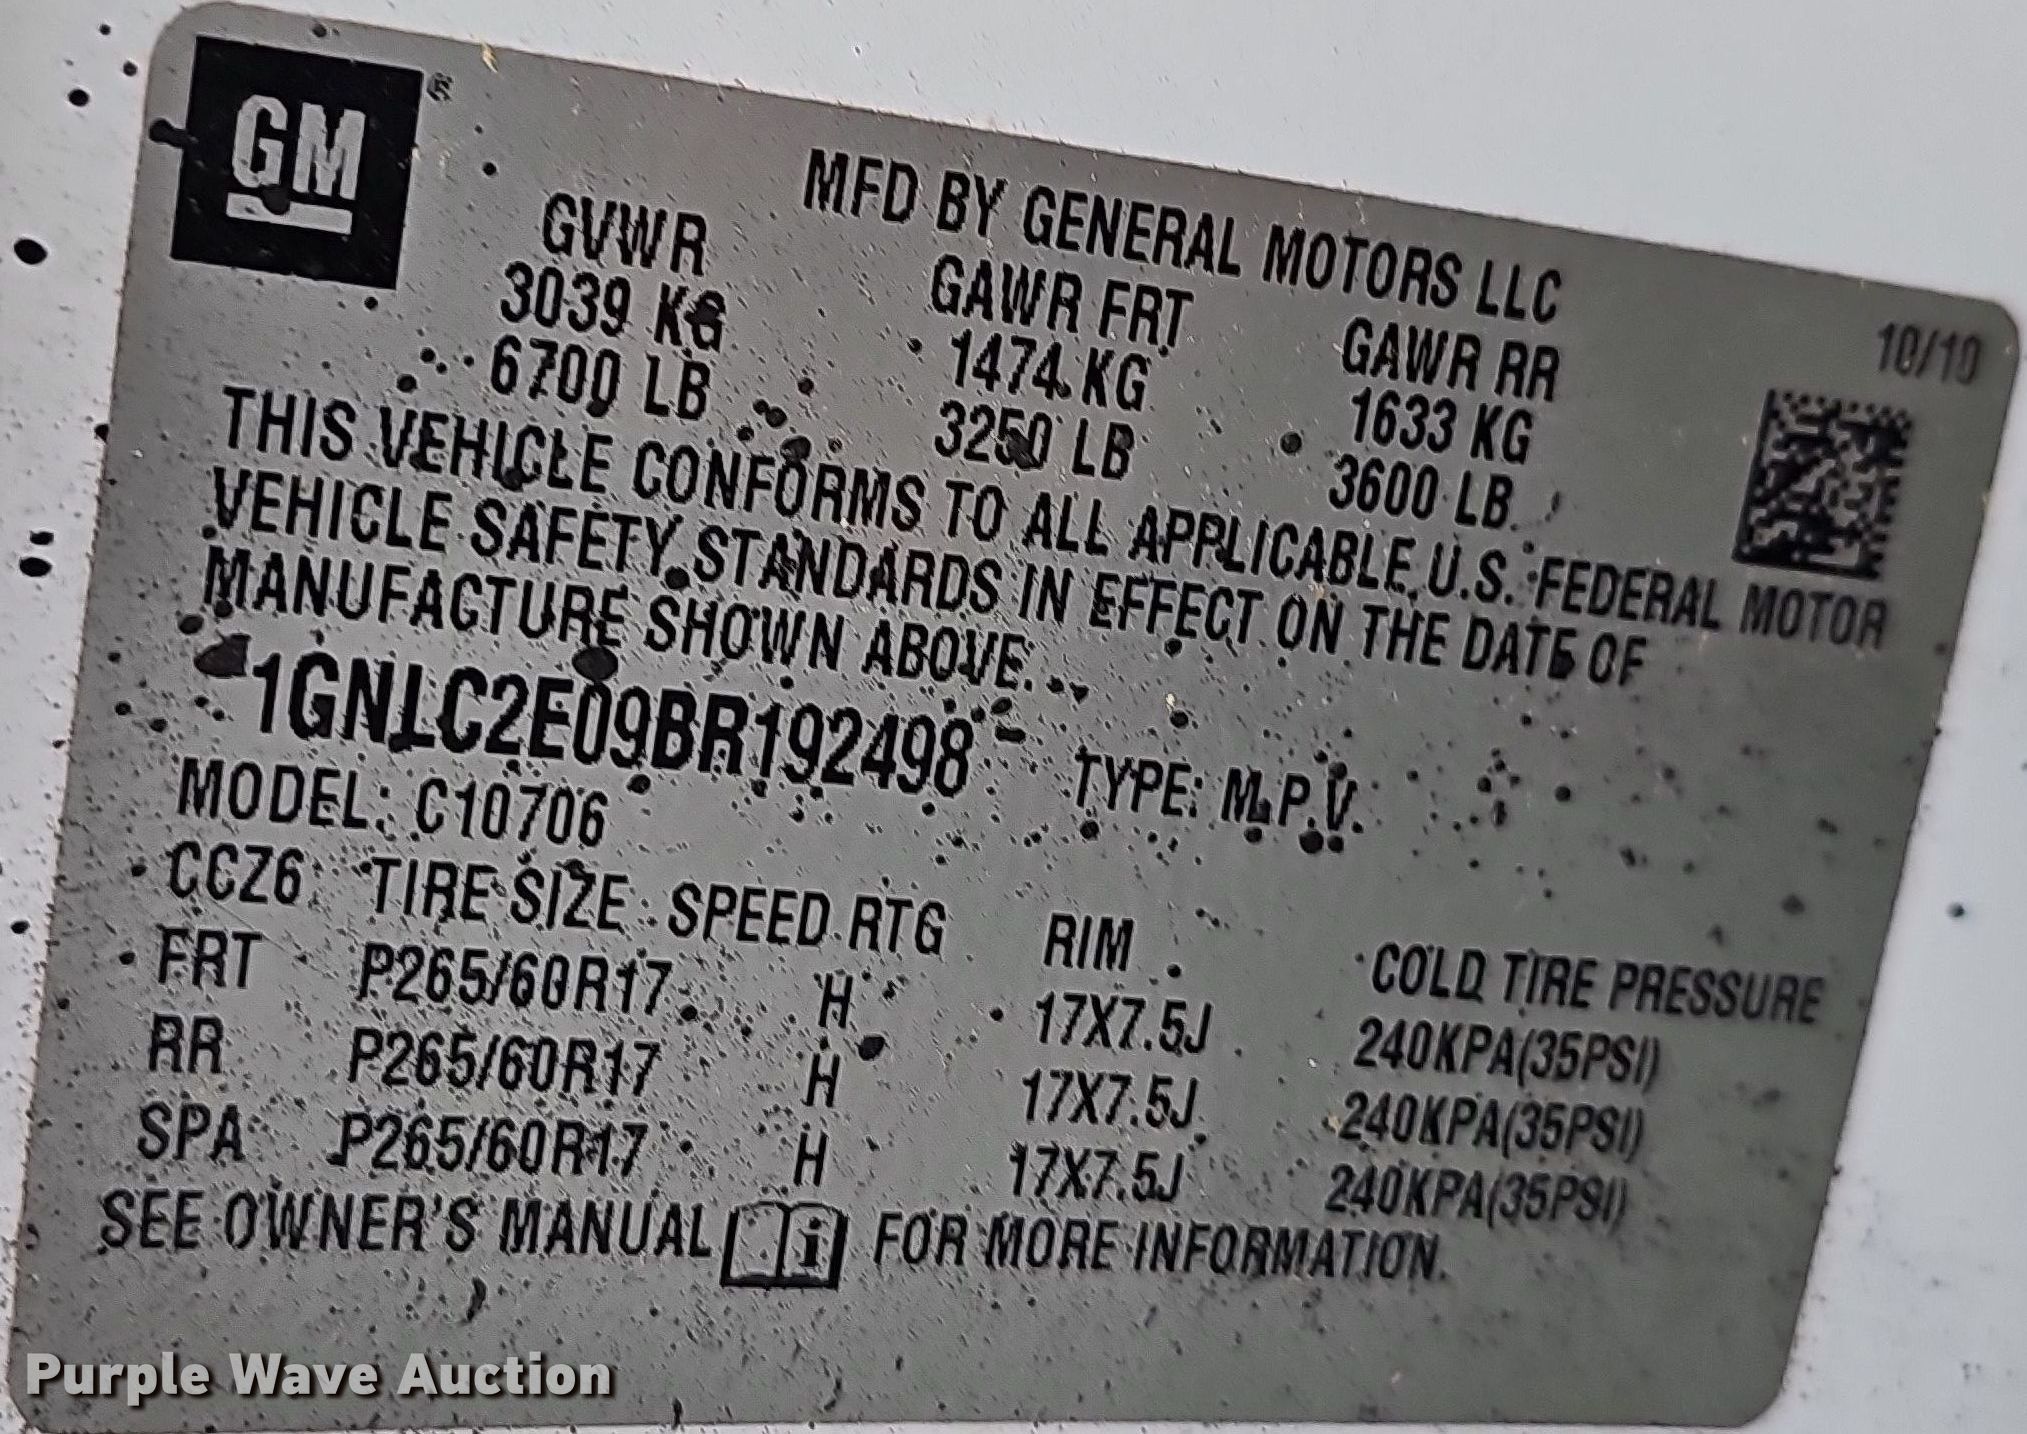 GM®
MFD BY GENERAL MOTORS LLC
10/10
GVWR GAWR FRT GAWR RR
3039 KG 1474 KG 1633 KG
6700 LB 3250 LB 3600 LB
THIS VEHICLE CONFORMS TO ALL APPLICABLE U.S. FEDERAL MOTOR
VEHICLE SAFETY STANDARDS IN EFFECT ON THE DATE OF
MANUFACTURE SHOWN ABOVE.
1GNLC2E09BR192498 TYPE: M.P.V.
MODEL: C10706
CCZ6 TIRE SIZE SPEED RTG RIM COLD TIRE PRESSURE
FRT P265/60R17 H 17X7.5J 240KPA(35PSI)
RR P265/60R17 H 17X7.5J 240KPA(35PSI)
SPA P265/60R17 H 17X7.5J 240KPA(35PSI)
SEE OWNER'S MANUAL i FOR MORE INFORMATION.
Purple Wave Auction